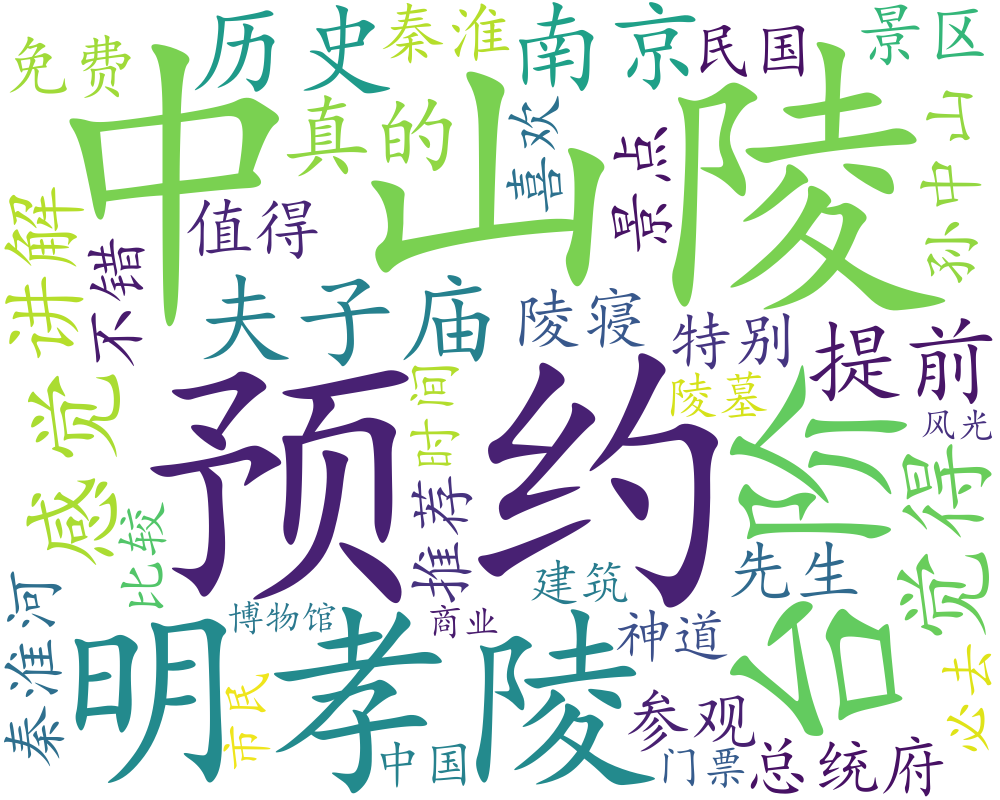 免费
历史
秦淮
南京
民国
景区
中山陵
真的
喜欢
景点
孙中山
讲解
不错
值得
夫子庙
陵寝
特别
提前
感觉
预约
时间
推荐
陵墓
台阶
风光
觉得
比较
秦淮河
博物馆
商业
建筑
先生
明孝陵
神道
市民
中国
参观
门票
总统府
必去